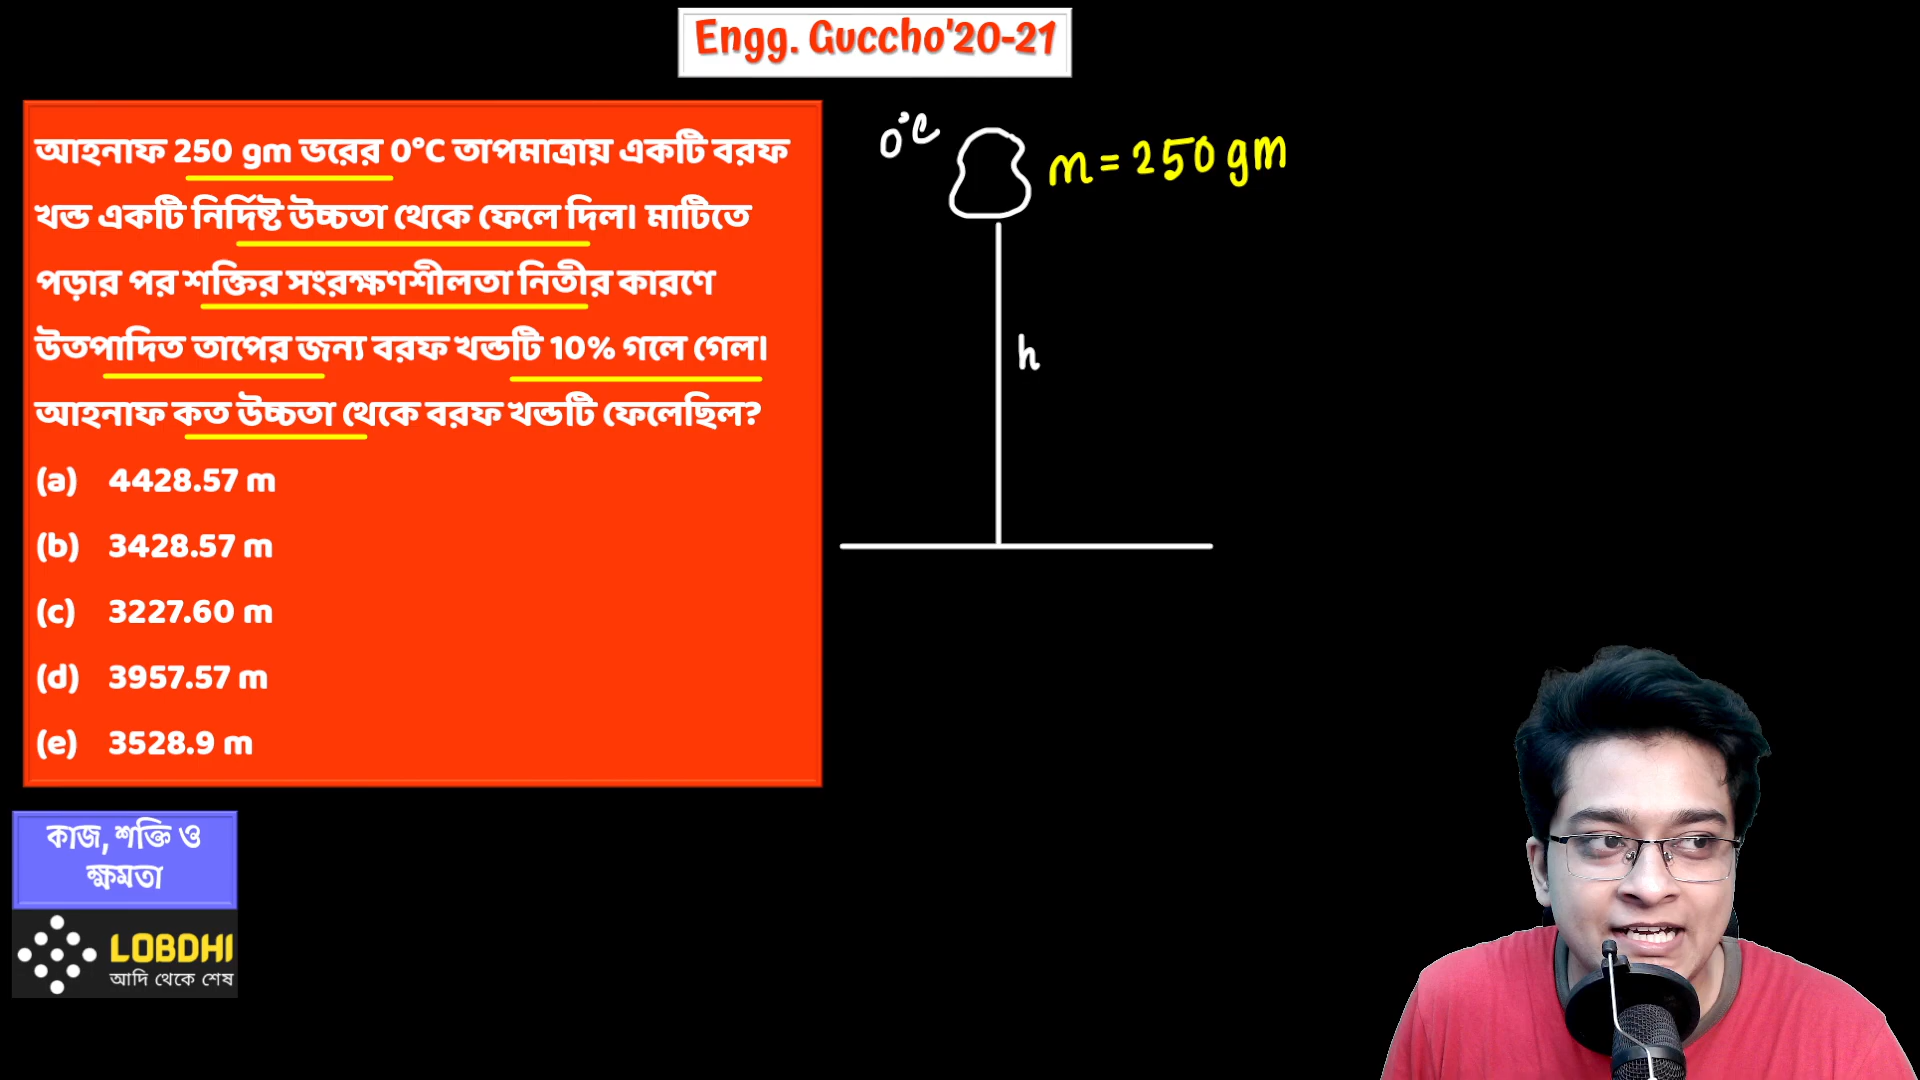 Engg. Guccho'20-21
আহনাফ 250 gm ভরের 0°C তাপমাত্রায় একটি বরফ
খন্ড একটি নির্দিষ্ট উচ্চতা থেকে ফেলে দিল। মাটিতে
পড়ার পর শক্তির সংরক্ষণশীলতা নিতীর কারণে
উতপাদিত তাপের জন্য বরফ খন্ডটি 10% গলে গেল।
আহনাফ কত উচ্চতা থেকে বরফ খন্ডটি ফেলেছিল?
(a) 4428.57 m
(b) 3428.57 m
(c) 3227.60 m
(d) 3957.57 m
(e) 3528.9 m
0°C
m = 250 gm
h
কাজ, শক্তি ও
ক্ষমতা
LOBDHI
আদি থেকে শেষ